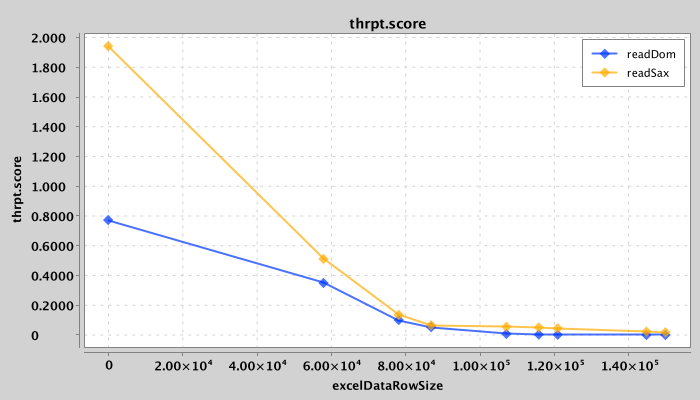 thrpt.score
readDom
readSax
thrpt.score
2.000
1.800
1.600
1.400
1.200
1.000
0.8000
0.6000
0.4000
0.2000
0
0 2.00×10⁴ 4.00×10⁴ 6.00×10⁴ 8.00×10⁴ 1.00×10⁵ 1.20×10⁵ 1.40×10⁵
excelDataRowSize